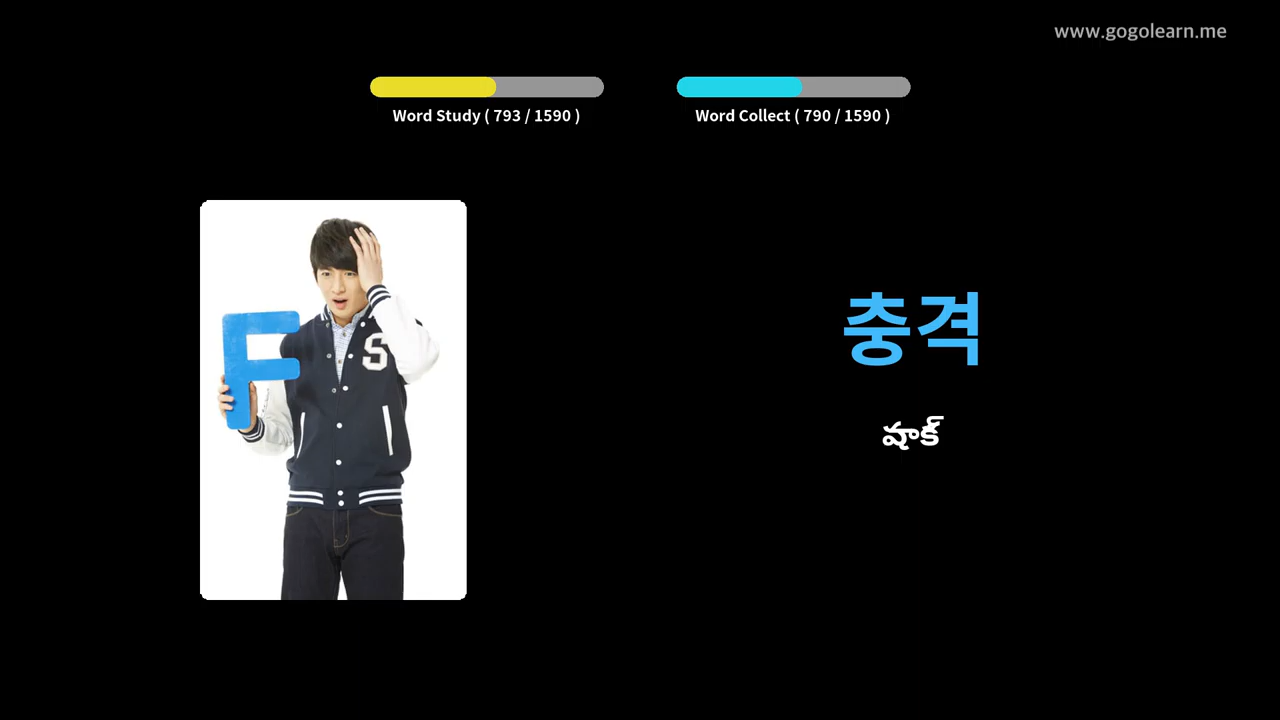 www.gogolearn.me
Word Study ( 793 / 1590 )
Word Collect ( 790 / 1590 )
F
S
충격
షాక్